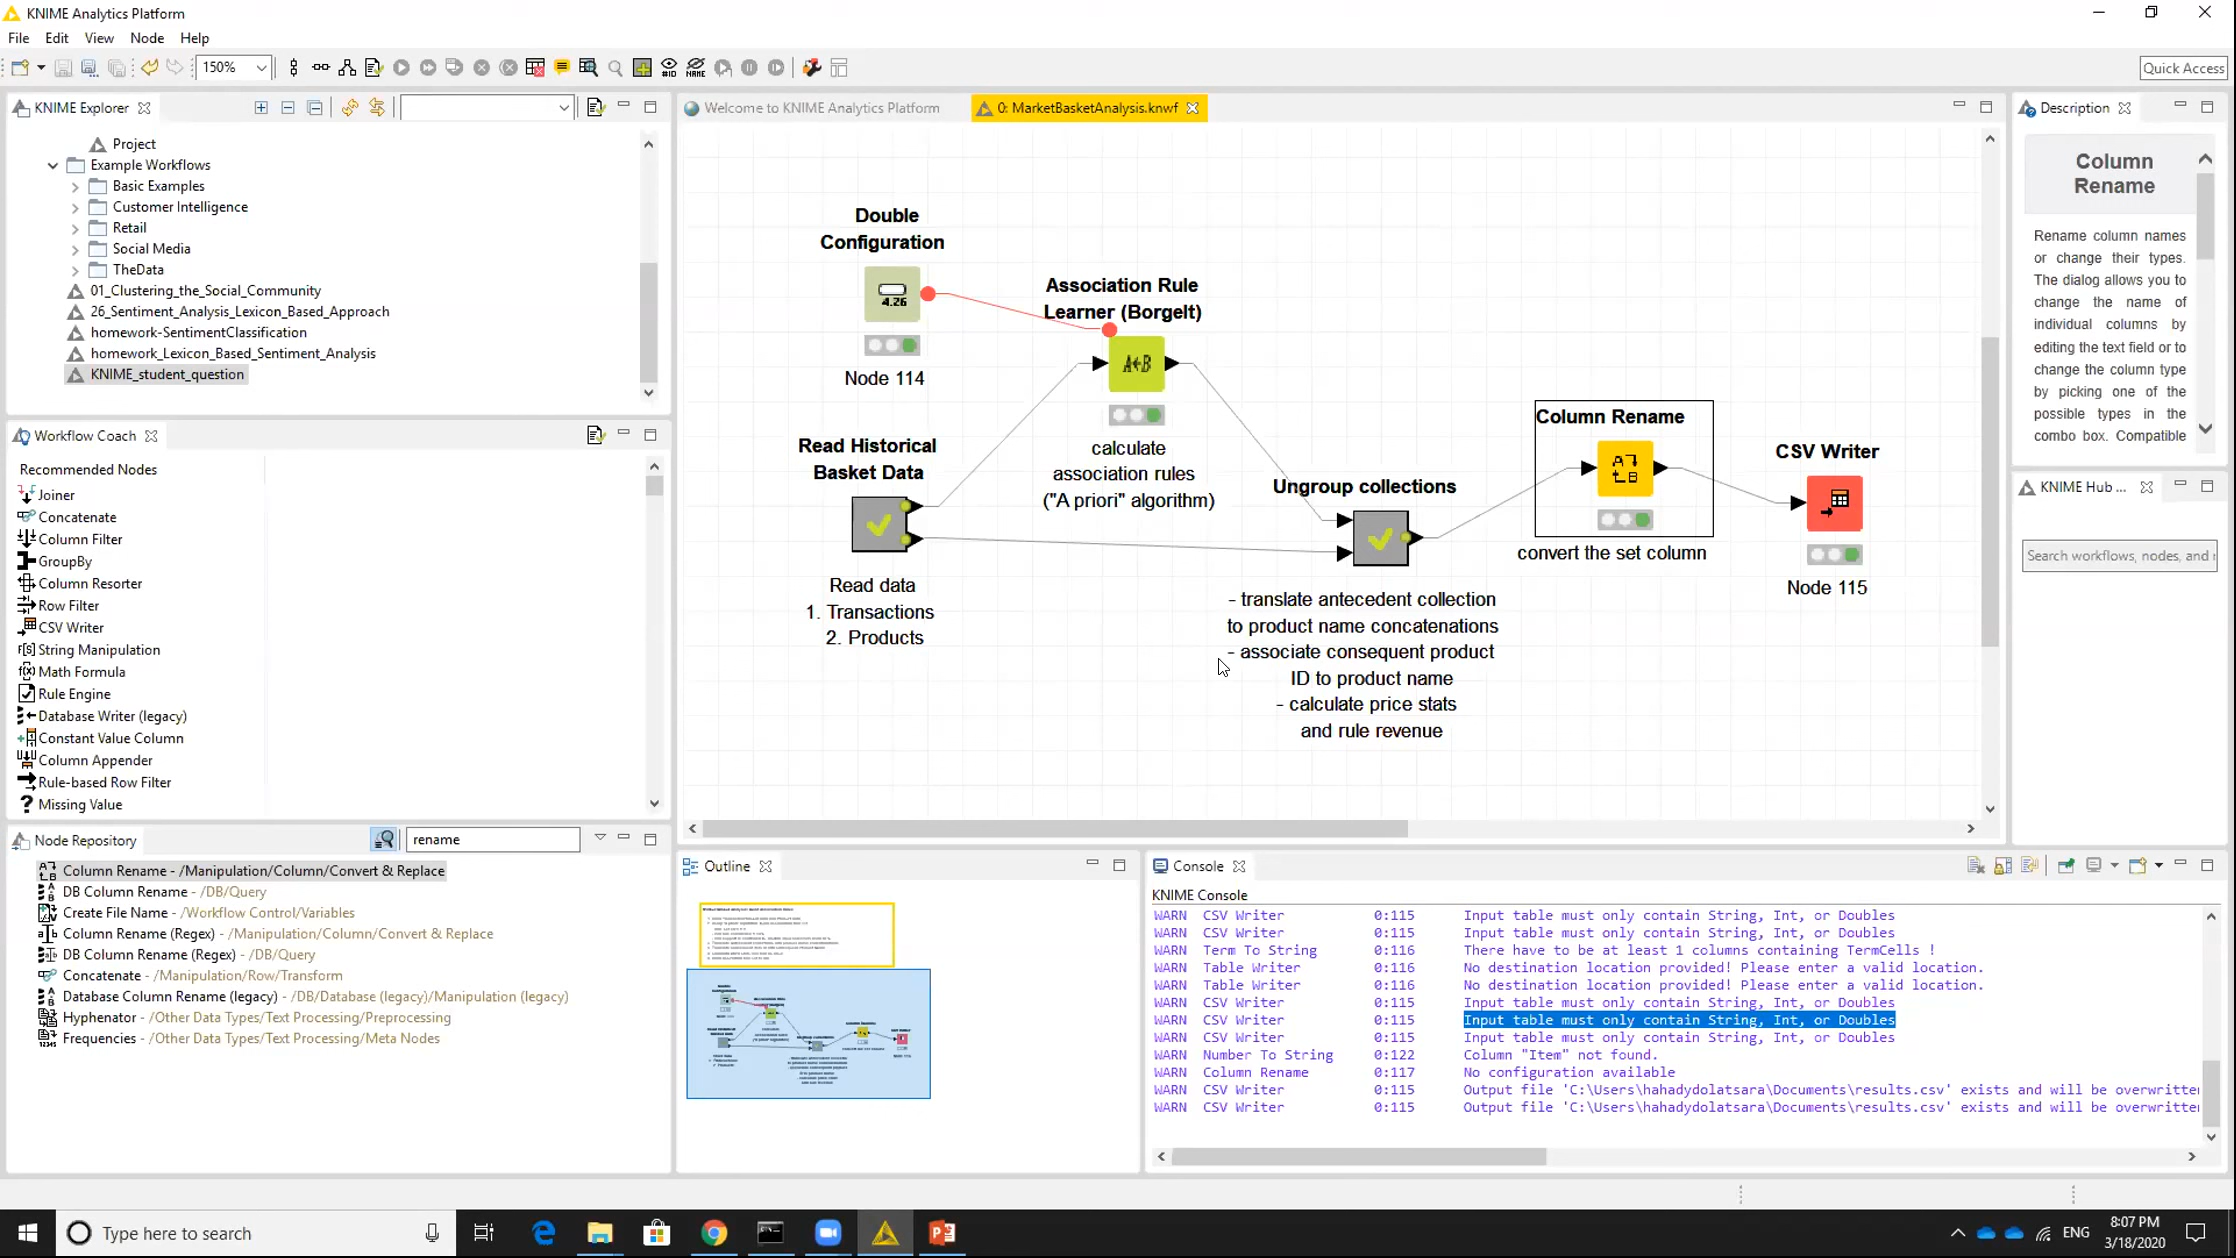 KNIME Analytics Platform
File Edit View Node Help
150%
Quick Access
KNIME Explorer
Project
Example Workflows
Basic Examples
Customer Intelligence
Retail
Social Media
TheData
01_Clustering_the_Social_Community
26_Sentiment_Analysis_Lexicon_Based_Approach
homework-SentimentClassification
homework_Lexicon_Based_Sentiment_Analysis
KNIME_student_question
Workflow Coach
Recommended Nodes
Joiner
Concatenate
Column Filter
GroupBy
Column Resorter
Row Filter
CSV Writer
String Manipulation
Math Formula
Rule Engine
Database Writer (legacy)
Constant Value Column
Column Appender
Rule-based Row Filter
Missing Value
Node Repository
rename
Column Rename - /Manipulation/Column/Convert & Replace
DB Column Rename - /DB/Query
Create File Name - /Workflow Control/Variables
Column Rename (Regex) - /Manipulation/Column/Convert & Replace
DB Column Rename (Regex) - /DB/Query
Concatenate - /Manipulation/Row/Transform
Database Column Rename (legacy) - /DB/Database (legacy)/Manipulation (legacy)
Hyphenator - /Other Data Types/Text Processing/Preprocessing
Frequencies - /Other Data Types/Text Processing/Meta Nodes
Welcome to KNIME Analytics Platform
0: MarketBasketAnalysis.knwf
Double
Configuration
4.26
Node 114
Association Rule
Learner (Borgelt)
A+B
calculate
association rules
("A priori" algorithm)
Read Historical
Basket Data
Read data
1. Transactions
2. Products
Ungroup collections
- translate antecedent collection
to product name concatenations
- associate consequent product
ID to product name
- calculate price stats
and rule revenue
Column Rename
convert the set column
CSV Writer
Node 115
Description
Column
Rename
Rename column names
or change their types.
The dialog allows you to
change the name of
individual columns by
editing the text field or to
change the column type
by picking one of the
possible types in the
combo box. Compatible
KNIME Hub ...
Search workflows, nodes, and
Outline
Console
KNIME Console
WARN CSV Writer 0:115 Input table must only contain String, Int, or Doubles
WARN CSV Writer 0:115 Input table must only contain String, Int, or Doubles
WARN Term To String 0:116 There have to be at least 1 columns containing TermCells !
WARN Table Writer 0:116 No destination location provided! Please enter a valid location.
WARN Table Writer 0:116 No destination location provided! Please enter a valid location.
WARN CSV Writer 0:115 Input table must only contain String, Int, or Doubles
WARN CSV Writer 0:115 Input table must only contain String, Int, or Doubles
WARN CSV Writer 0:115 Input table must only contain String, Int, or Doubles
WARN Number To String 0:122 Column "Item" not found.
WARN Column Rename 0:117 No configuration available
WARN CSV Writer 0:115 Output file 'C:\Users\hahadydolatsara\Documents\results.csv' exists and will be overwritte
WARN CSV Writer 0:115 Output file 'C:\Users\hahadydolatsara\Documents\results.csv' exists and will be overwritte
Type here to search
ENG
8:07 PM
3/18/2020